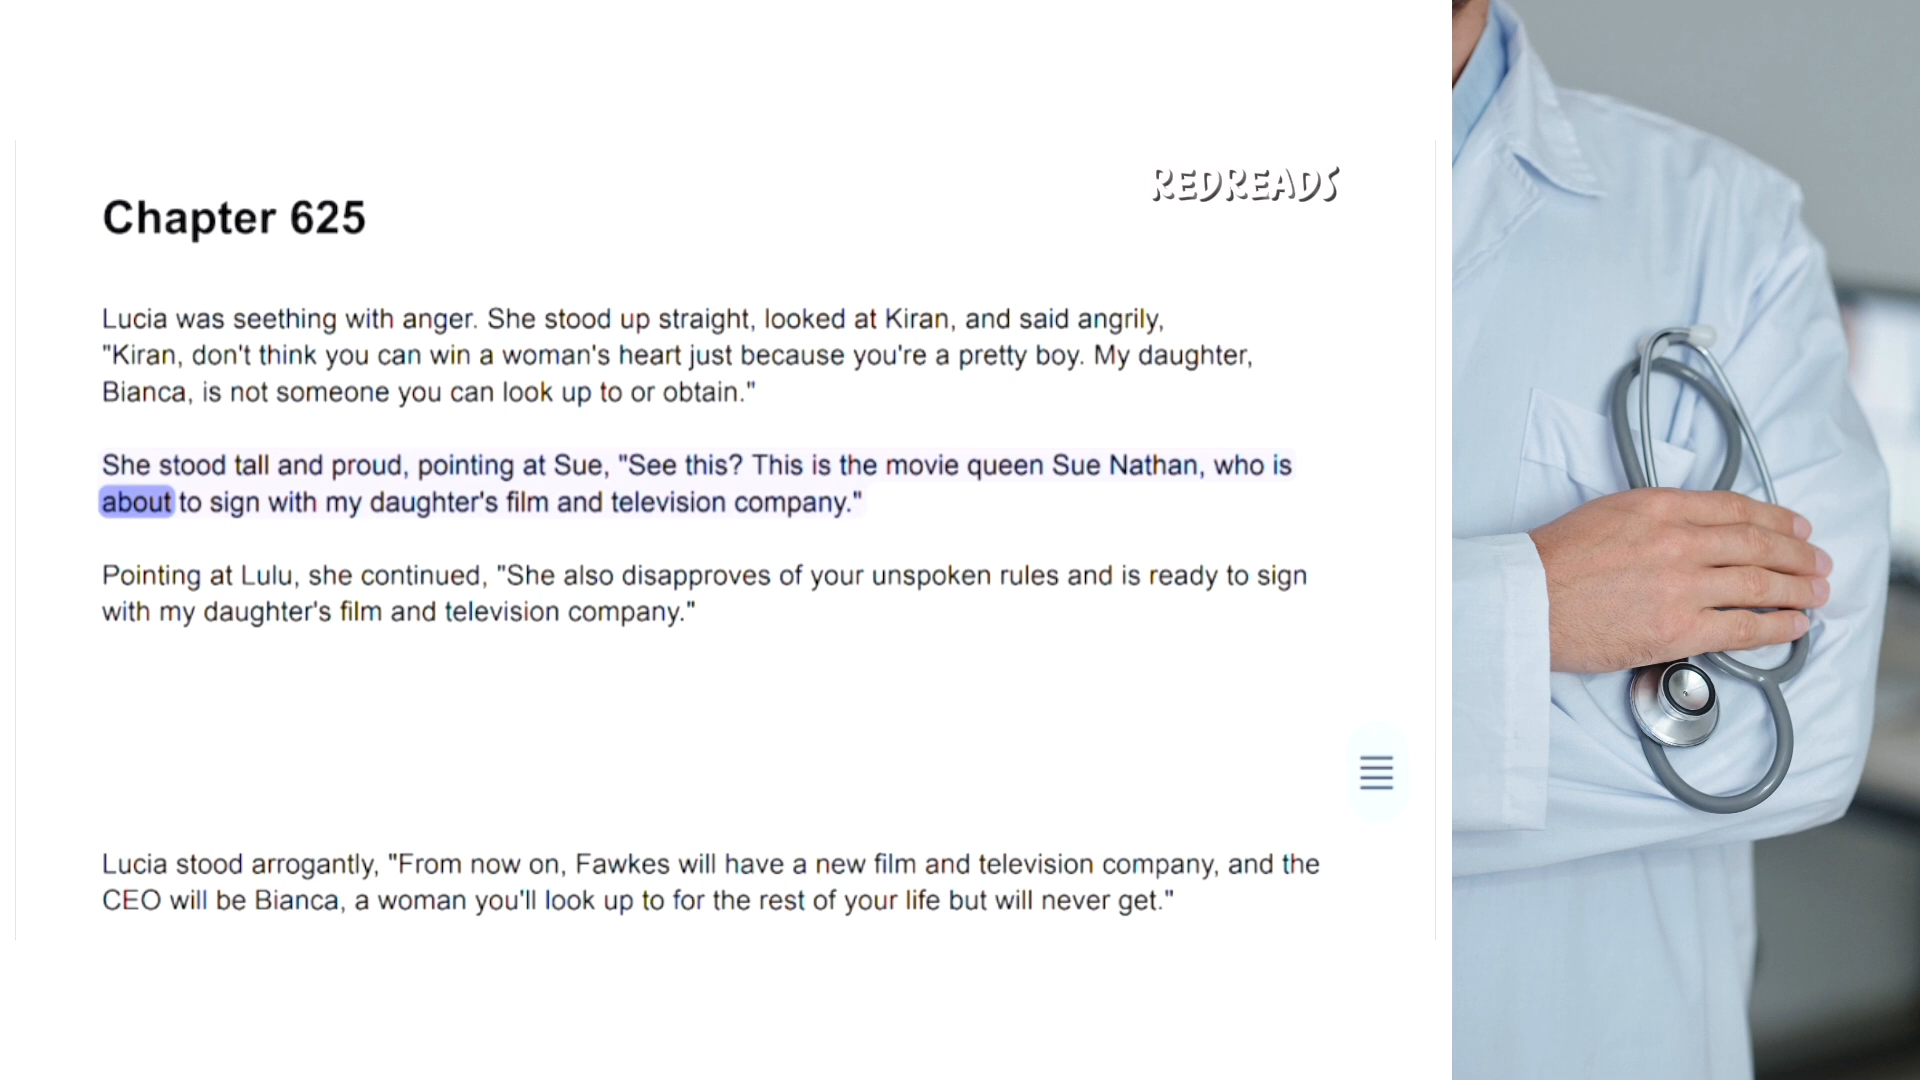 REDREADS
Chapter 625
Lucia was seething with anger. She stood up straight, looked at Kiran, and said angrily,
"Kiran, don't think you can win a woman's heart just because you're a pretty boy. My daughter,
Bianca, is not someone you can look up to or obtain."
She stood tall and proud, pointing at Sue, "See this? This is the movie queen Sue Nathan, who is
about to sign with my daughter's film and television company."
Pointing at Lulu, she continued, "She also disapproves of your unspoken rules and is ready to sign
with my daughter's film and television company."
Lucia stood arrogantly, "From now on, Fawkes will have a new film and television company, and the
CEO will be Bianca, a woman you'll look up to for the rest of your life but will never get."